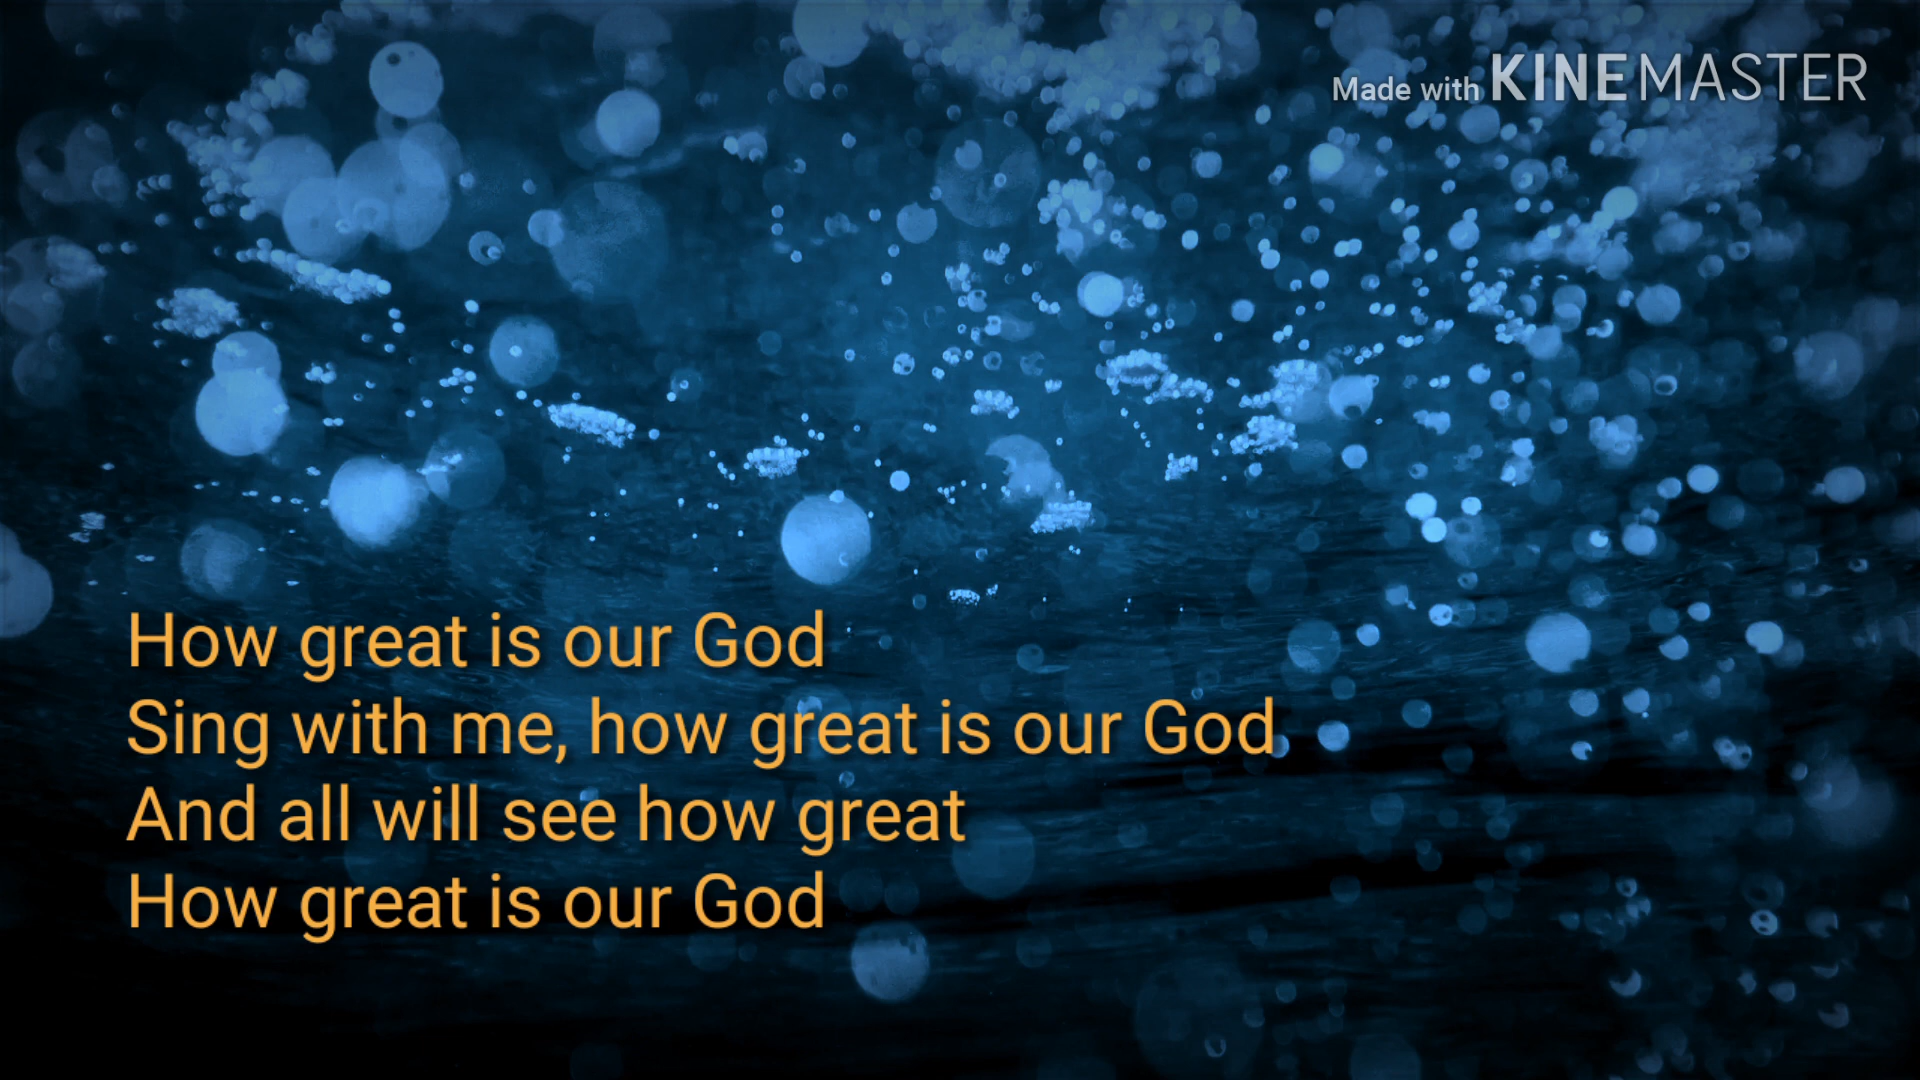 Made with KINEMASTER
How great is our God
Sing with me, how great is our God
And all will see how great
How great is our God